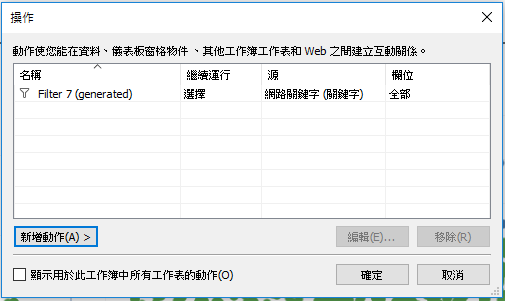 操作
動作使您能在資料、儀表板窗格物件 、其他工作簿工作表和 Web 之間建立互動關係。
名稱 繼續運行 源 欄位
Filter 7 (generated) 選擇 網路關鍵字 (關鍵字) 全部
新增動作(A) > 編輯(E)... 移除(R)
顯示用於此工作簿中所有工作表的動作(O) 確定 取消